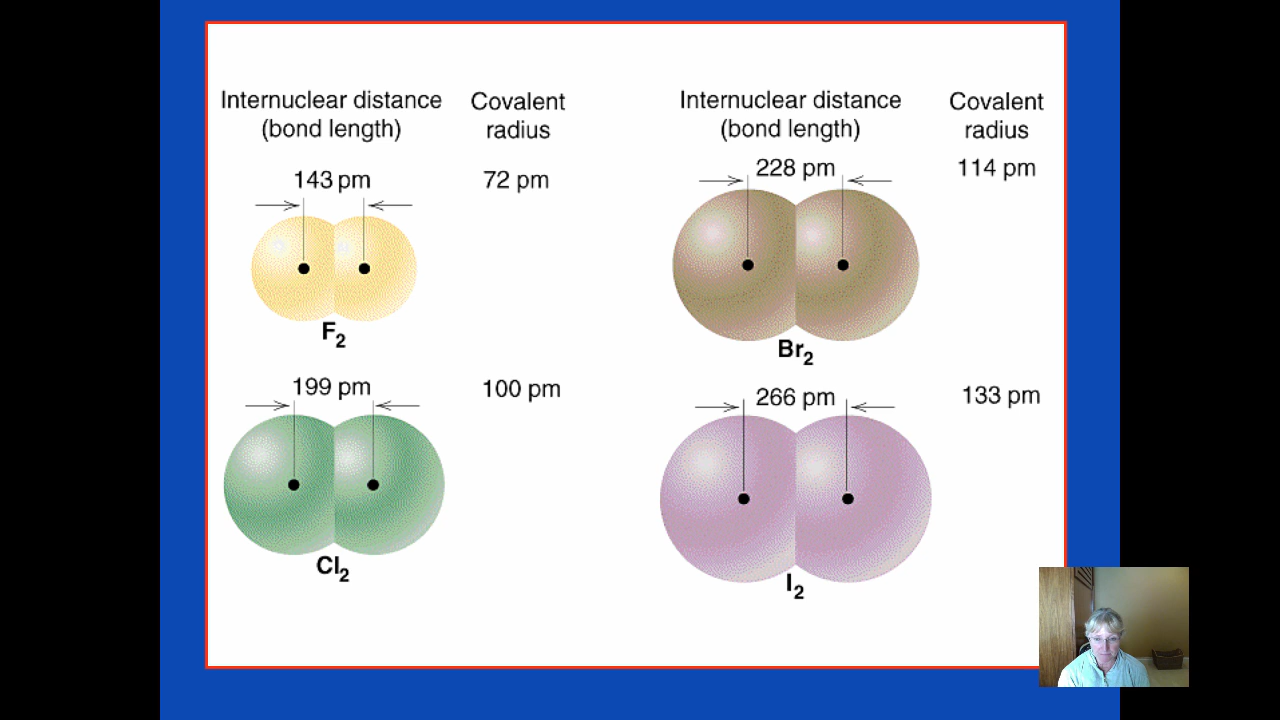 Internuclear distance
(bond length)
Covalent
radius
143 pm
72 pm
F2
199 pm
100 pm
Cl2
Internuclear distance
(bond length)
Covalent
radius
228 pm
114 pm
Br2
266 pm
133 pm
I2